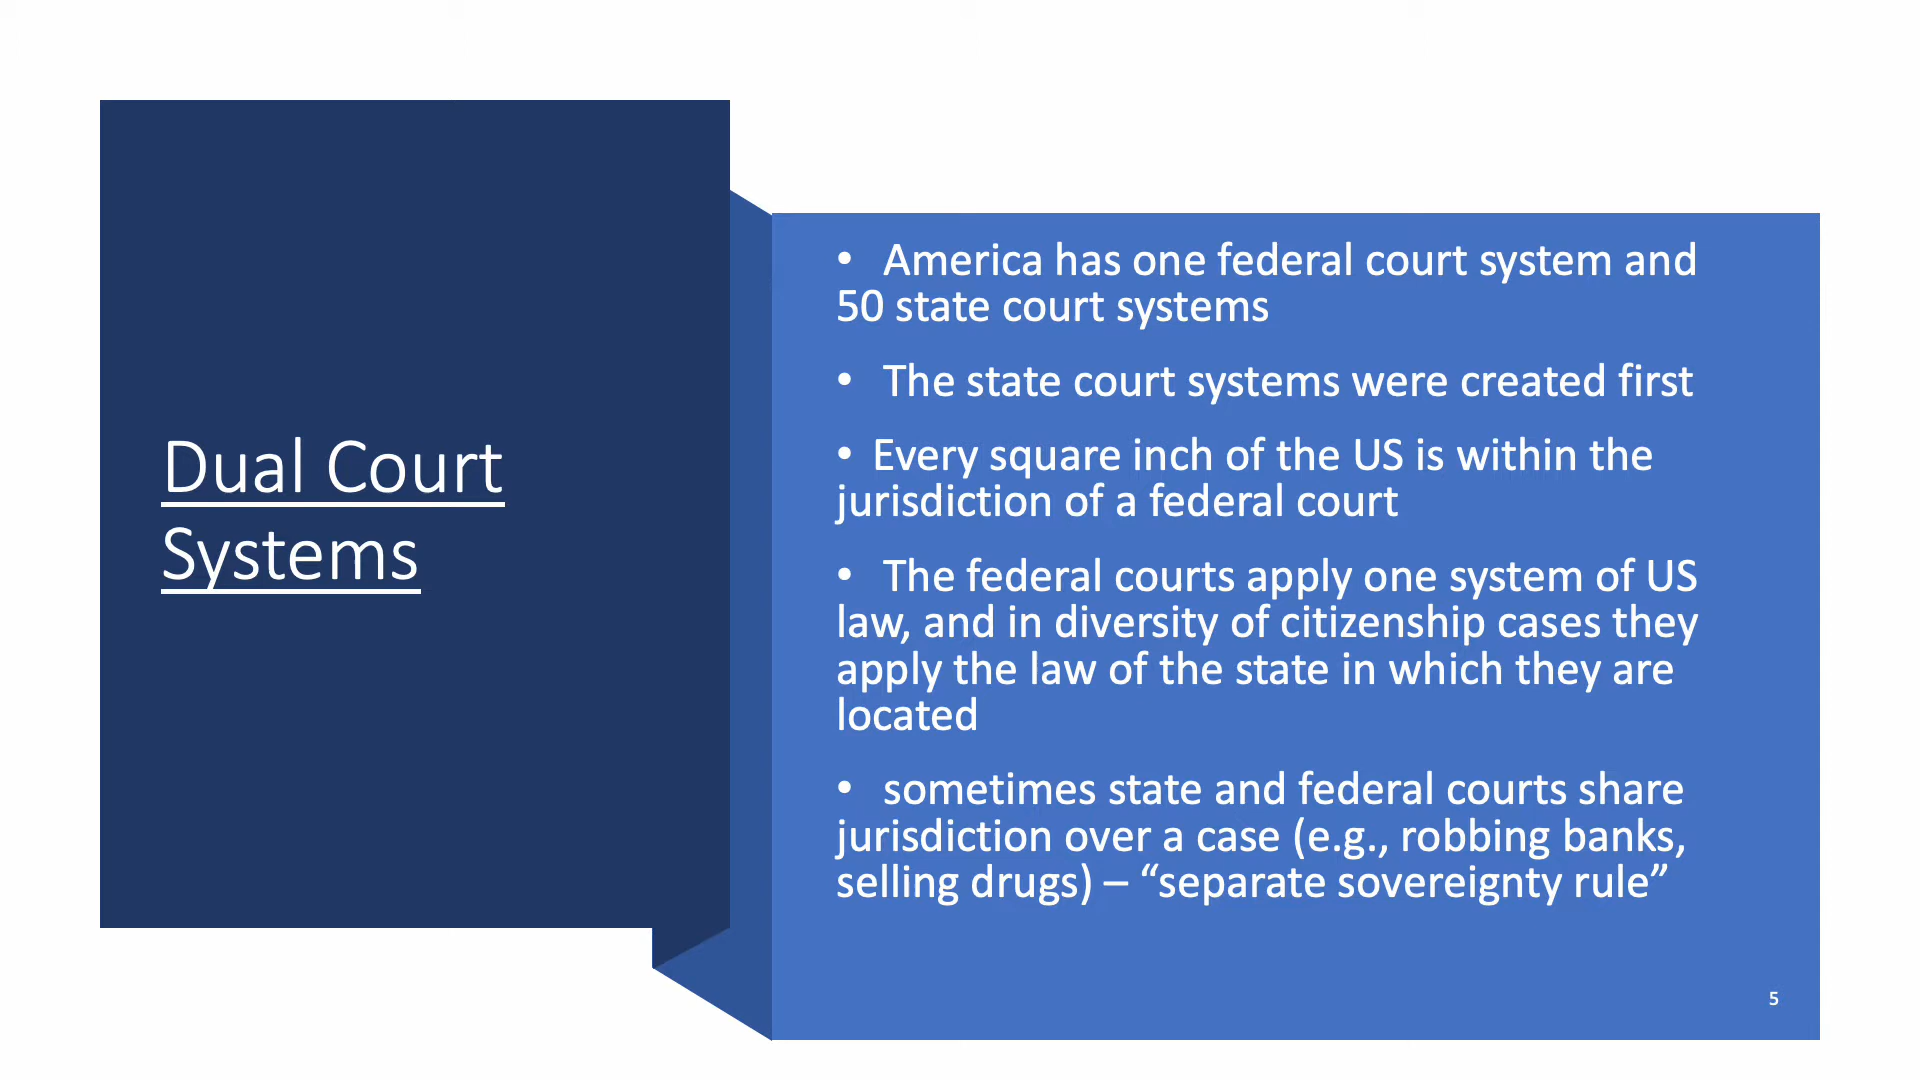 Dual Court
Systems
• America has one federal court system and
50 state court systems
• The state court systems were created first
• Every square inch of the US is within the
jurisdiction of a federal court
• The federal courts apply one system of US
law, and in diversity of citizenship cases they
apply the law of the state in which they are
located
• sometimes state and federal courts share
jurisdiction over a case (e.g., robbing banks,
selling drugs) – “separate sovereignty rule”
5